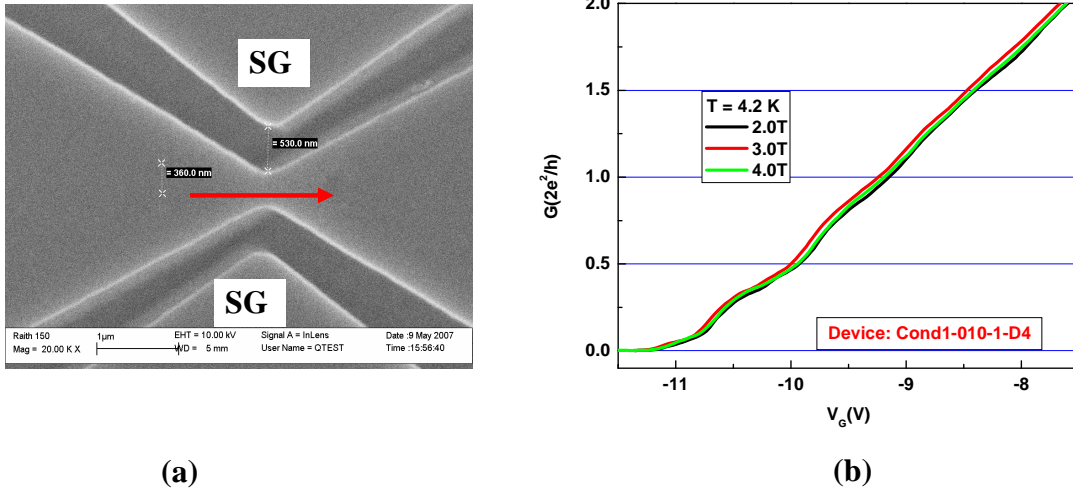 SG
= 530.0 nm
= 360.0 nm
SG
Raith 150
1µm
EHT = 10.00 kV
Signal A = InLens
Date :9 May 2007
Mag = 20.00 K X
WD = 5 mm
User Name = QTEST
Time :15:56:40
(a)
2.0
1.5
1.0
0.5
0.0
G(2e²/h)
T = 4.2 K
2.0T
3.0T
4.0T
Device: Cond1-010-1-D4
-11
-10
-9
-8
V_G(V)
(b)